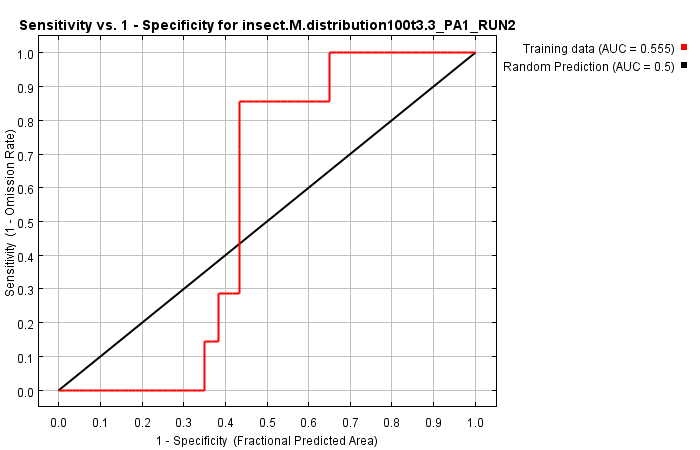 Sensitivity vs. 1 - Specificity for insect.M.distribution100t3.3_PA1_RUN2
Training data (AUC = 0.555)
Random Prediction (AUC = 0.5)
Sensitivity (1 - Omission Rate)
1.0
0.9
0.8
0.7
0.6
0.5
0.4
0.3
0.2
0.1
0.0
0.0 0.1 0.2 0.3 0.4 0.5 0.6 0.7 0.8 0.9 1.0
1 - Specificity (Fractional Predicted Area)